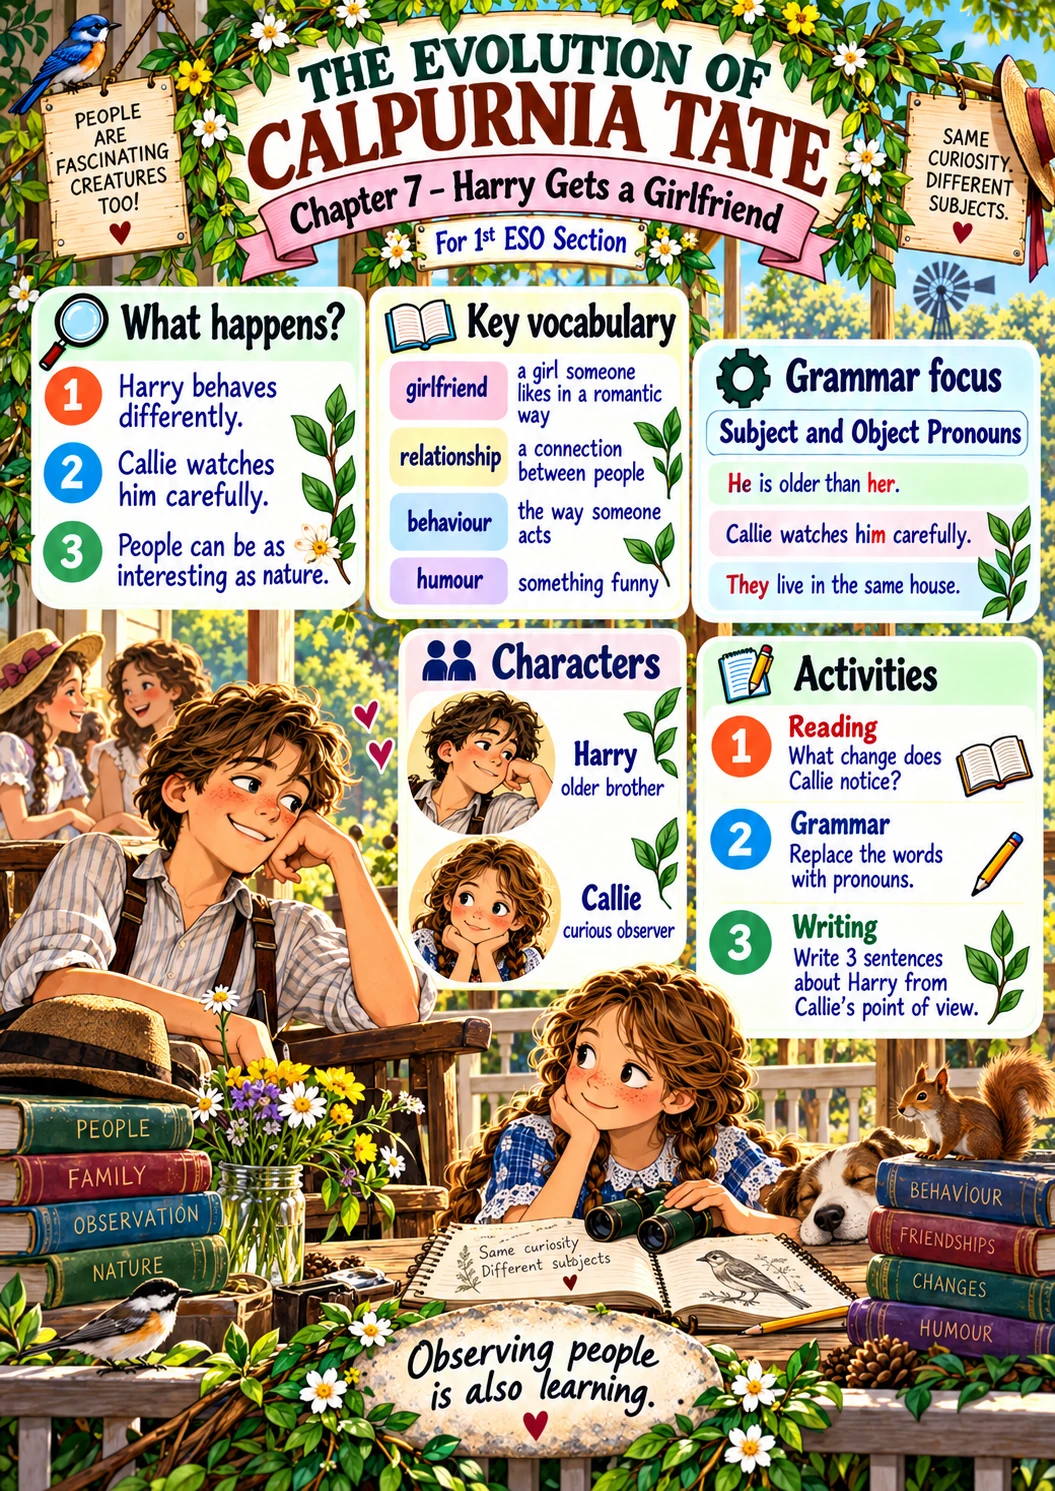 PEOPLE
ARE
FASCINATING
CREATURES
TOO!
THE EVOLUTION OF
CALPURNIA TATE
Chapter 7 – Harry Gets a Girlfriend
For 1st ESO Section
SAME
CURIOSITY.
DIFFERENT
SUBJECTS.
What happens?
1 Harry behaves
differently.
2 Callie watches
him carefully.
3 People can be as
interesting as nature.
Key vocabulary
girlfriend
a girl someone
likes in a romantic
way
relationship
a connection
between people
behaviour
the way someone
acts
humour
something funny
Grammar focus
Subject and Object Pronouns
He is older than her.
Callie watches him carefully.
They live in the same house.
Characters
Harry
older brother
Callie
curious observer
Activities
1 Reading
What change does
Callie notice?
2 Grammar
Replace the words
with pronouns.
3 Writing
Write 3 sentences
about Harry from
Callie's point of view.
PEOPLE
FAMILY
OBSERVATION
NATURE
Same curiosity
Different subjects
BEHAVIOUR
FRIENDSHIPS
CHANGES
HUMOUR
Observing people
is also learning.